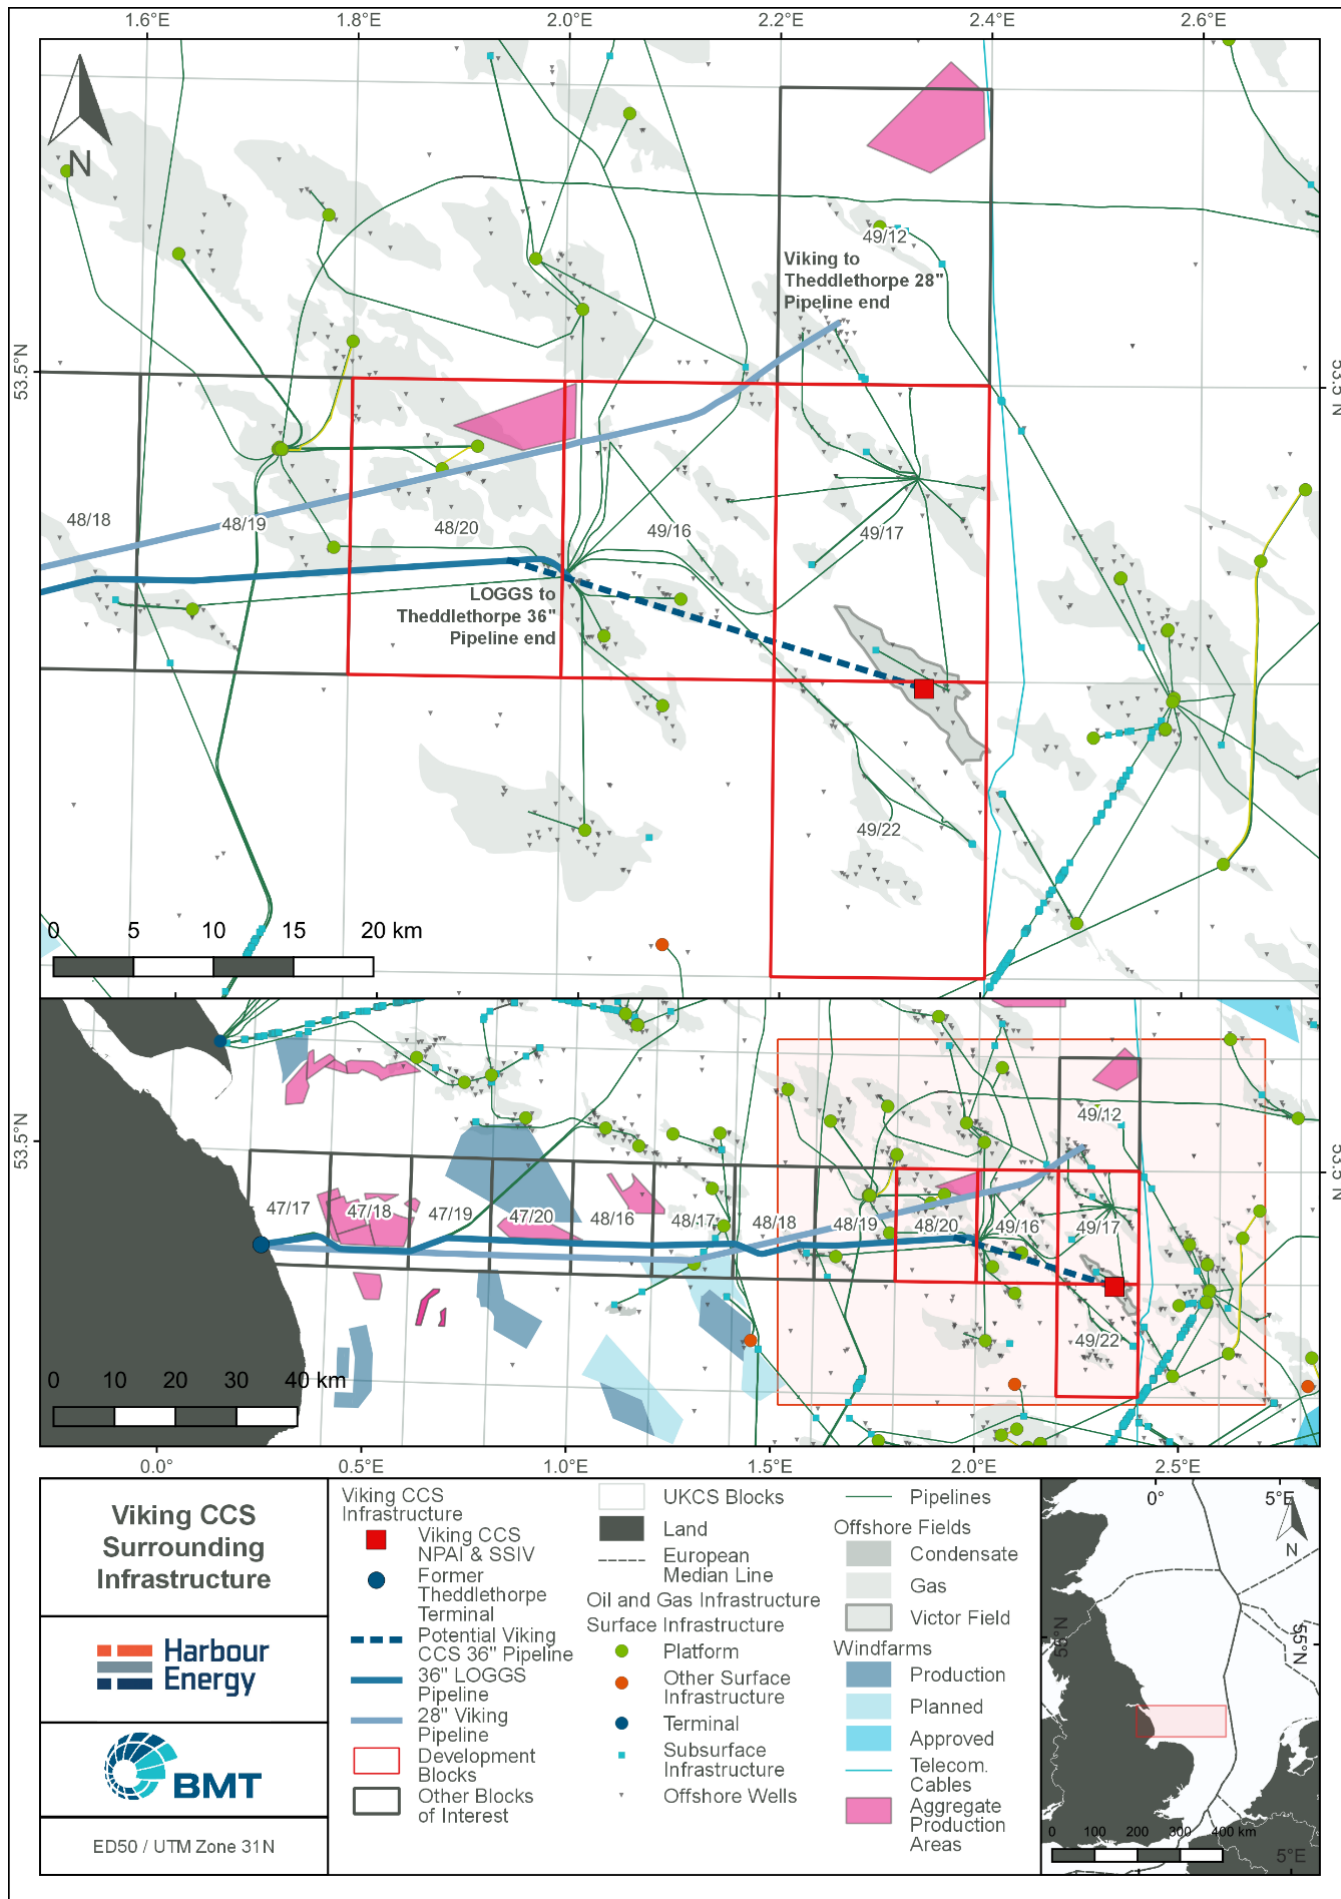 1.6°E
1.8°E
2.0°E
2.2°E
2.4°E
2.6°E
N
53.5°N
53.5°N
49/12
Viking to
Theddlethorpe 28"
Pipeline end
48/18
48/19
48/20
49/16
49/17
LOGGS to
Theddlethorpe 36"
Pipeline end
49/22
0 5 10 15 20 km
53.5°N
53.5°N
49/12
47/17
47/18
47/19
47/20
48/16
48/17
48/18
48/19
48/20
49/16
49/17
49/22
0 10 20 30 40 km
0.0°
0.5°E
1.0°E
1.5°E
2.0°E
2.5°E
Viking CCS
Surrounding
Infrastructure
Harbour
Energy
BMT
ED50 / UTM Zone 31N
Viking CCS
Infrastructure
Viking CCS
NPAI & SSIV
Former
Theddlethorpe
Terminal
Potential Viking
CCS 36" Pipeline
36" LOGGS
Pipeline
28" Viking
Pipeline
Development
Blocks
Other Blocks
of Interest
UKCS Blocks
Land
European
Median Line
Oil and Gas Infrastructure
Surface Infrastructure
Platform
Other Surface
Infrastructure
Terminal
Subsurface
Infrastructure
Offshore Wells
Pipelines
Offshore Fields
Condensate
Gas
Victor Field
Windfarms
Production
Planned
Approved
Telecom.
Cables
Aggregate
Production
Areas
0°
5°E
N
55°N
55°N
0 100 200 300 400 km
5°E